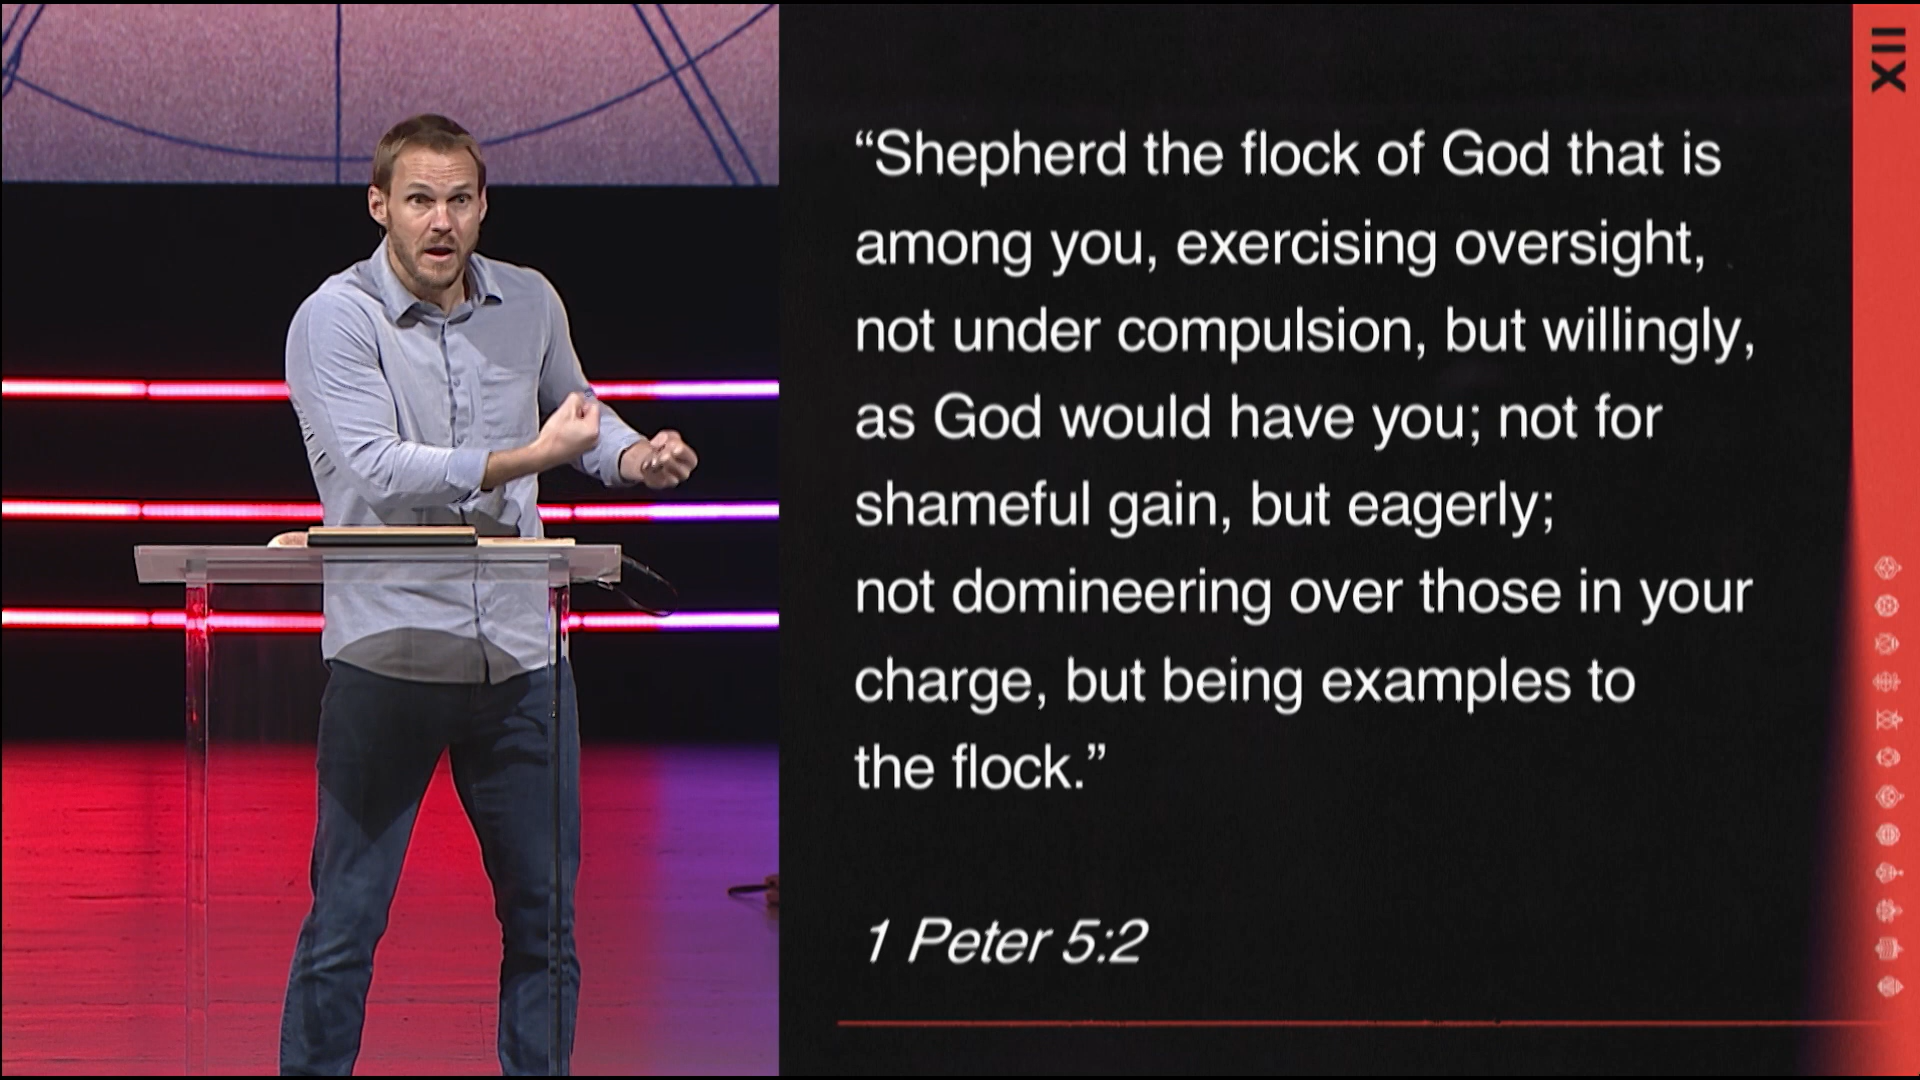 XII
“Shepherd the flock of God that is
among you, exercising oversight,
not under compulsion, but willingly,
as God would have you; not for
shameful gain, but eagerly;
not domineering over those in your
charge, but being examples to
the flock.”
1 Peter 5:2